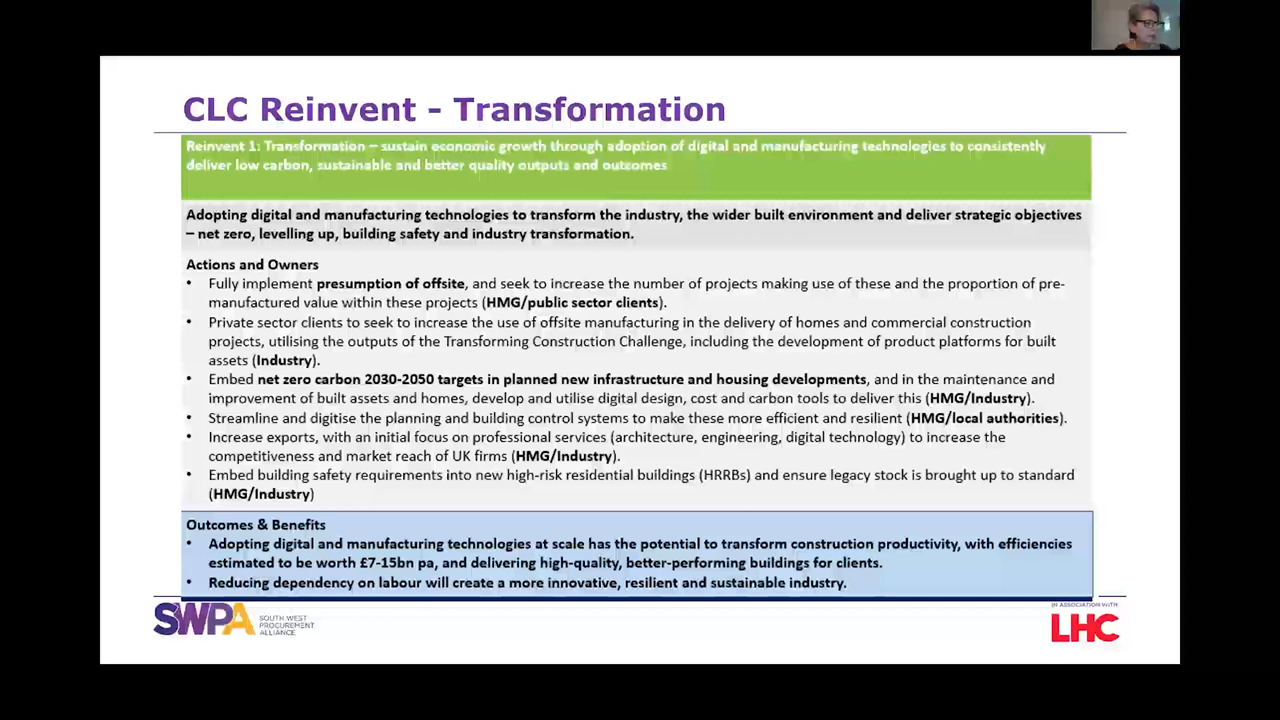 CLC Reinvent - Transformation
Reinvent 1: Transformation – sustain economic growth through adoption of digital and manufacturing technologies to consistently
deliver low carbon, sustainable and better quality outputs and outcomes
Adopting digital and manufacturing technologies to transform the industry, the wider built environment and deliver strategic objectives
– net zero, levelling up, building safety and industry transformation.
Actions and Owners
• Fully implement presumption of offsite, and seek to increase the number of projects making use of these and the proportion of pre-
manufactured value within these projects (HMG/public sector clients).
• Private sector clients to seek to increase the use of offsite manufacturing in the delivery of homes and commercial construction
projects, utilising the outputs of the Transforming Construction Challenge, including the development of product platforms for built
assets (Industry).
• Embed net zero carbon 2030-2050 targets in planned new infrastructure and housing developments, and in the maintenance and
improvement of built assets and homes, develop and utilise digital design, cost and carbon tools to deliver this (HMG/Industry).
• Streamline and digitise the planning and building control systems to make these more efficient and resilient (HMG/local authorities).
• Increase exports, with an initial focus on professional services (architecture, engineering, digital technology) to increase the
competitiveness and market reach of UK firms (HMG/Industry).
• Embed building safety requirements into new high-risk residential buildings (HRRBs) and ensure legacy stock is brought up to standard
(HMG/Industry)
Outcomes & Benefits
• Adopting digital and manufacturing technologies at scale has the potential to transform construction productivity, with efficiencies
estimated to be worth £7-15bn pa, and delivering high-quality, better-performing buildings for clients.
• Reducing dependency on labour will create a more innovative, resilient and sustainable industry.
SWPA
SOUTH WEST
PROCUREMENT
ALLIANCE
IN ASSOCIATION WITH
LHC